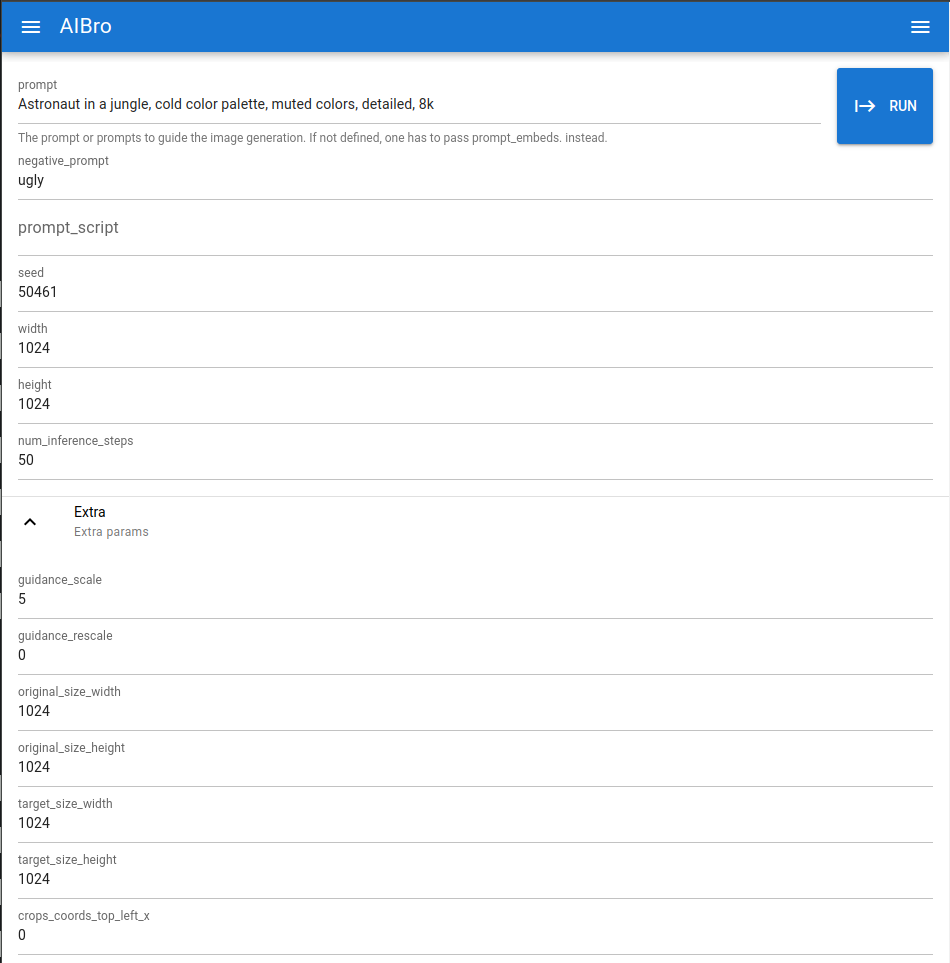 AIBro
prompt
Astronaut in a jungle, cold color palette, muted colors, detailed, 8k
RUN
The prompt or prompts to guide the image generation. If not defined, one has to pass prompt_embeds. instead.
negative_prompt
ugly
prompt_script
seed
50461
width
1024
height
1024
num_inference_steps
50
Extra
Extra params
guidance_scale
5
guidance_rescale
0
original_size_width
1024
original_size_height
1024
target_size_width
1024
target_size_height
1024
crops_coords_top_left_x
0